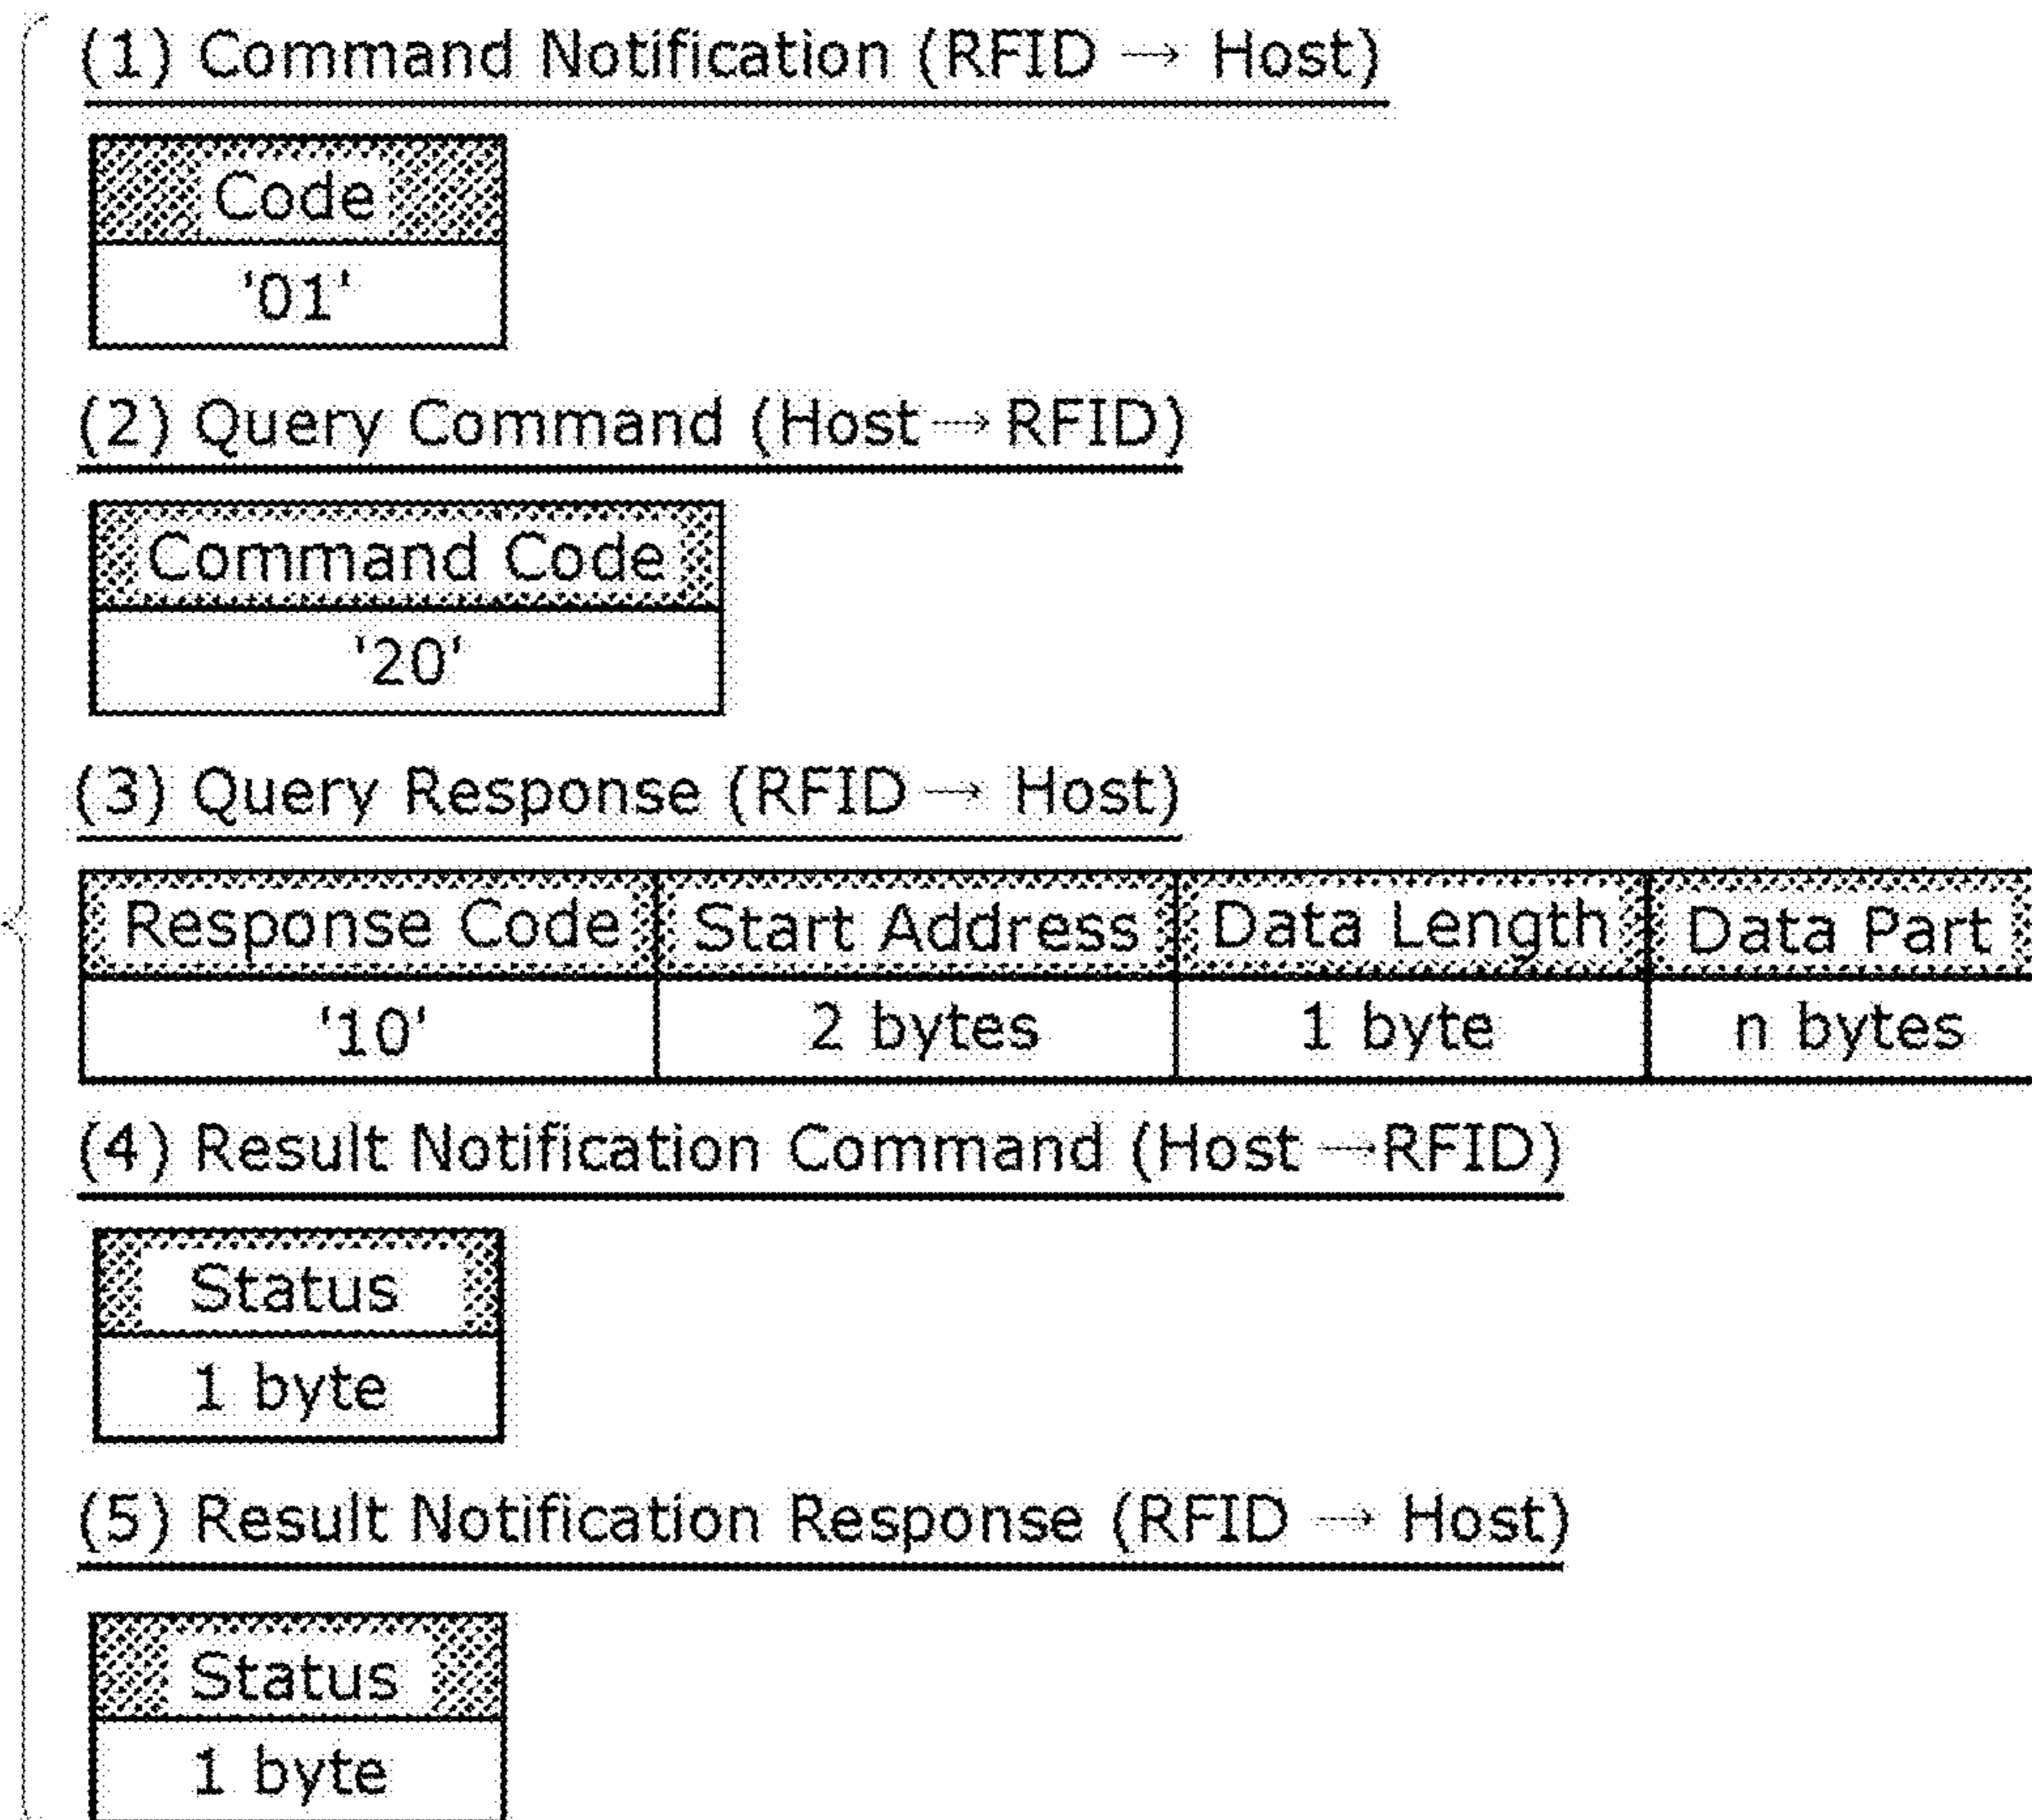 (1) Command Notification (RFID → Host)
Code
'01'
(2) Query Command (Host → RFID)
Command Code
'20'
(3) Query Response (RFID → Host)
Response Code Start Address Data Length Data Part
'10' 2 bytes 1 byte n bytes
(4) Result Notification Command (Host → RFID)
Status
1 byte
(5) Result Notification Response (RFID → Host)
Status
1 byte